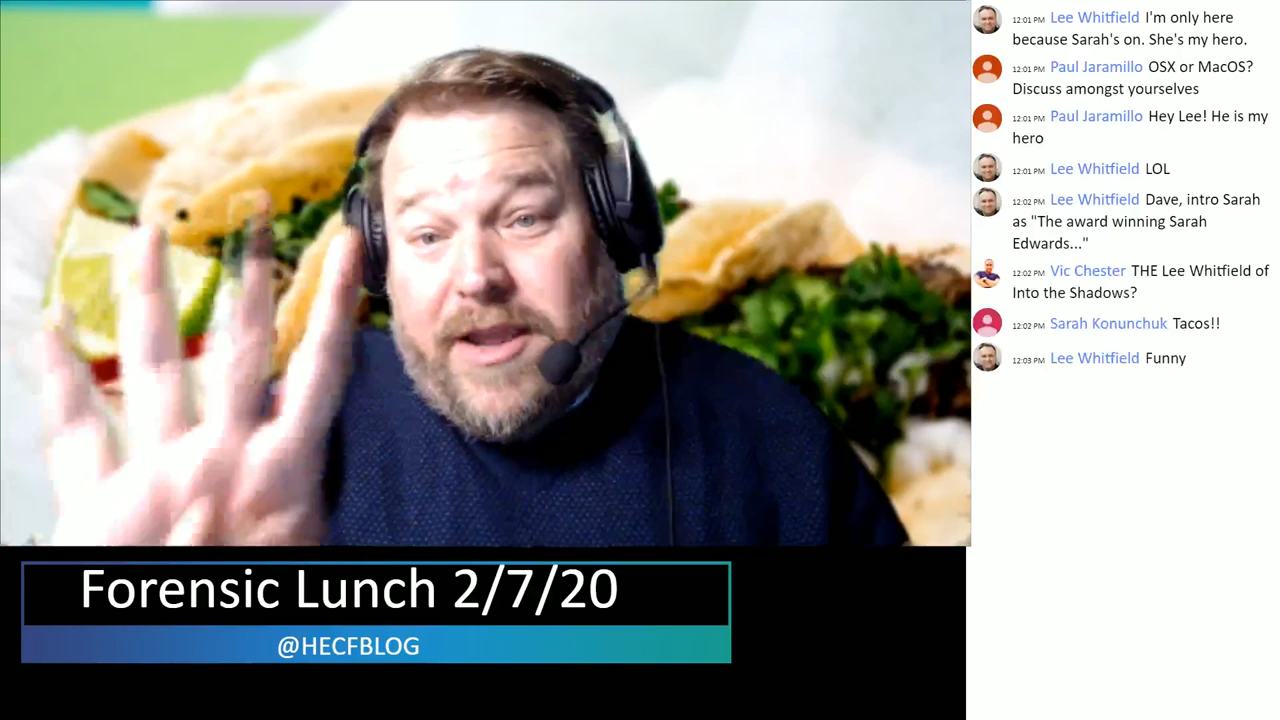 12:01 PM Lee Whitfield I'm only here
because Sarah's on. She's my hero.
12:01 PM Paul Jaramillo OSX or MacOS?
Discuss amongst yourselves
12:01 PM Paul Jaramillo Hey Lee! He is my
hero
12:01 PM Lee Whitfield LOL
12:02 PM Lee Whitfield Dave, intro Sarah
as "The award winning Sarah
Edwards..."
12:02 PM Vic Chester THE Lee Whitfield of
Into the Shadows?
12:02 PM Sarah Konunchuk Tacos!!
12:03 PM Lee Whitfield Funny
Forensic Lunch 2/7/20
@HECFBLOG